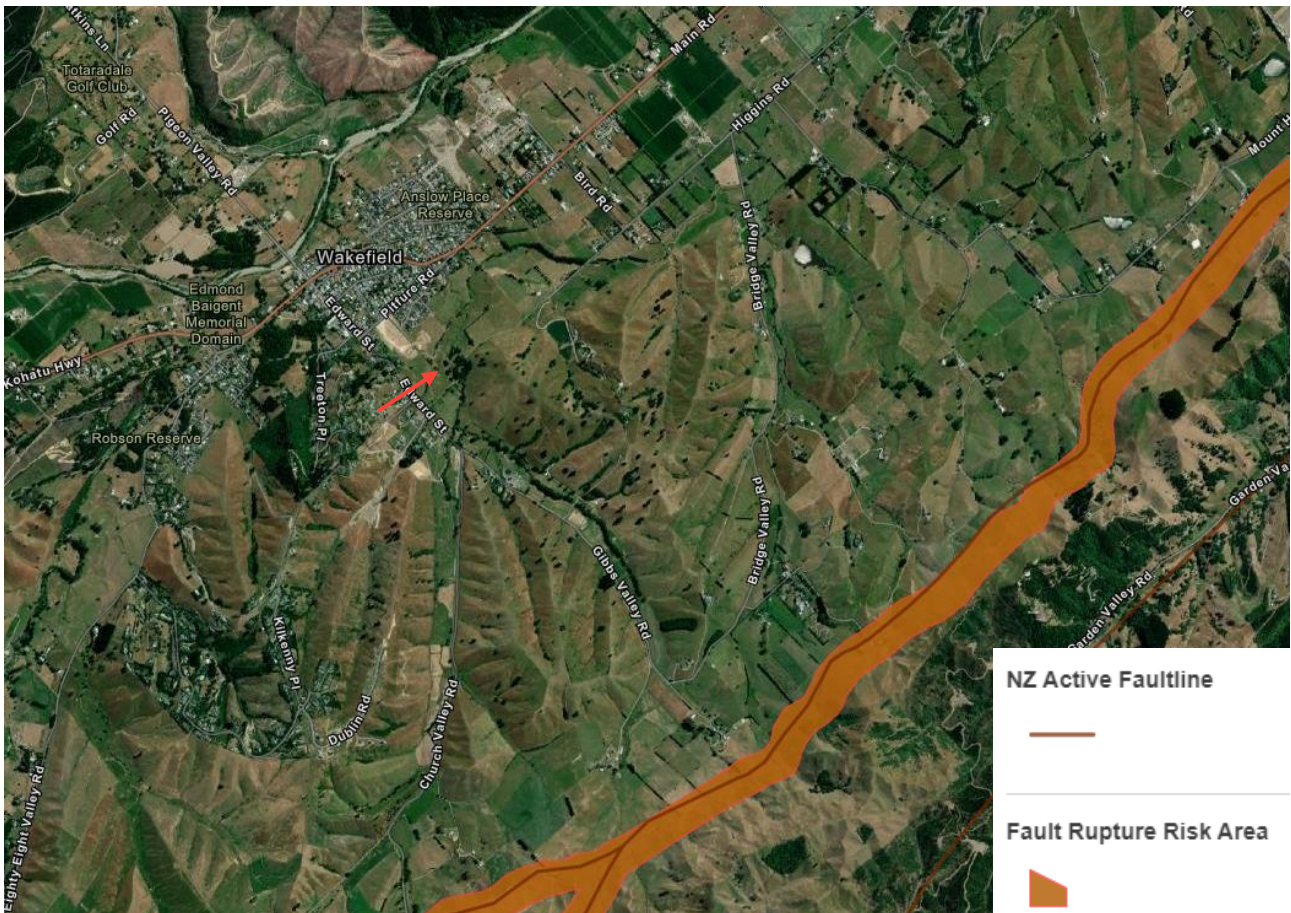 Totaradale
Golf Club
Golf Rd
Pigeon Valley Rd
Main Rd
Higgins Rd
Bird Rd
Anslow Place
Reserve
Wakefield
Pitfure Rd
Edmond
Baigent
Memorial
Domain
Edward St
Kohatu Hwy
Treeton Pl
Edward St
Bridge Valley Rd
Robson Reserve
Bridge Valley Rd
Gibbs Valley Rd
Kilkenny Pl
Dublin Rd
Church Valley Rd
Eighty Eight Valley Rd
Garden Valley Rd
NZ Active Faultline
Fault Rupture Risk Area